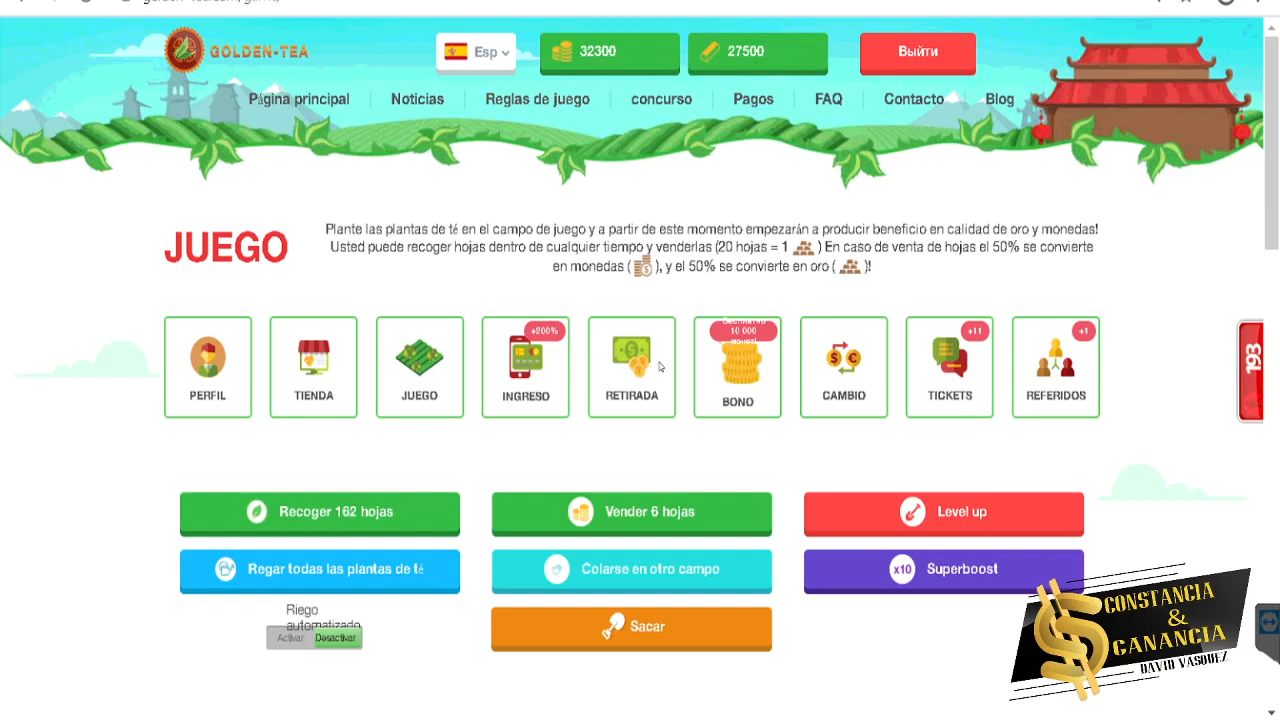 GOLDEN-TEA
Esp
32300
27500
Выйти
Página principal
Noticias
Reglas de juego
concurso
Pagos
FAQ
Contacto
Blog
JUEGO
Plante las plantas de té en el campo de juego y a partir de este momento empezarán a producir beneficio en calidad de oro y monedas!
Usted puede recoger hojas dentro de cualquier tiempo y venderlas (20 hojas = 1 ) En caso de venta de hojas el 50% se convierte
en monedas ( ), y el 50% se convierte en oro ( )!
PERFIL
TIENDA
JUEGO
+200%
INGRESO
RETIRADA
10 000
BONO
CAMBIO
+11
TICKETS
+1
REFERIDOS
193
Recoger 162 hojas
Vender 6 hojas
Level up
Regar todas las plantas de té
Colarse en otro campo
x10 Superboost
Riego
automatizado
Activar Desactivar
Sacar
CONSTANCIA
&
GANANCIA
DAVID VASQUEZ